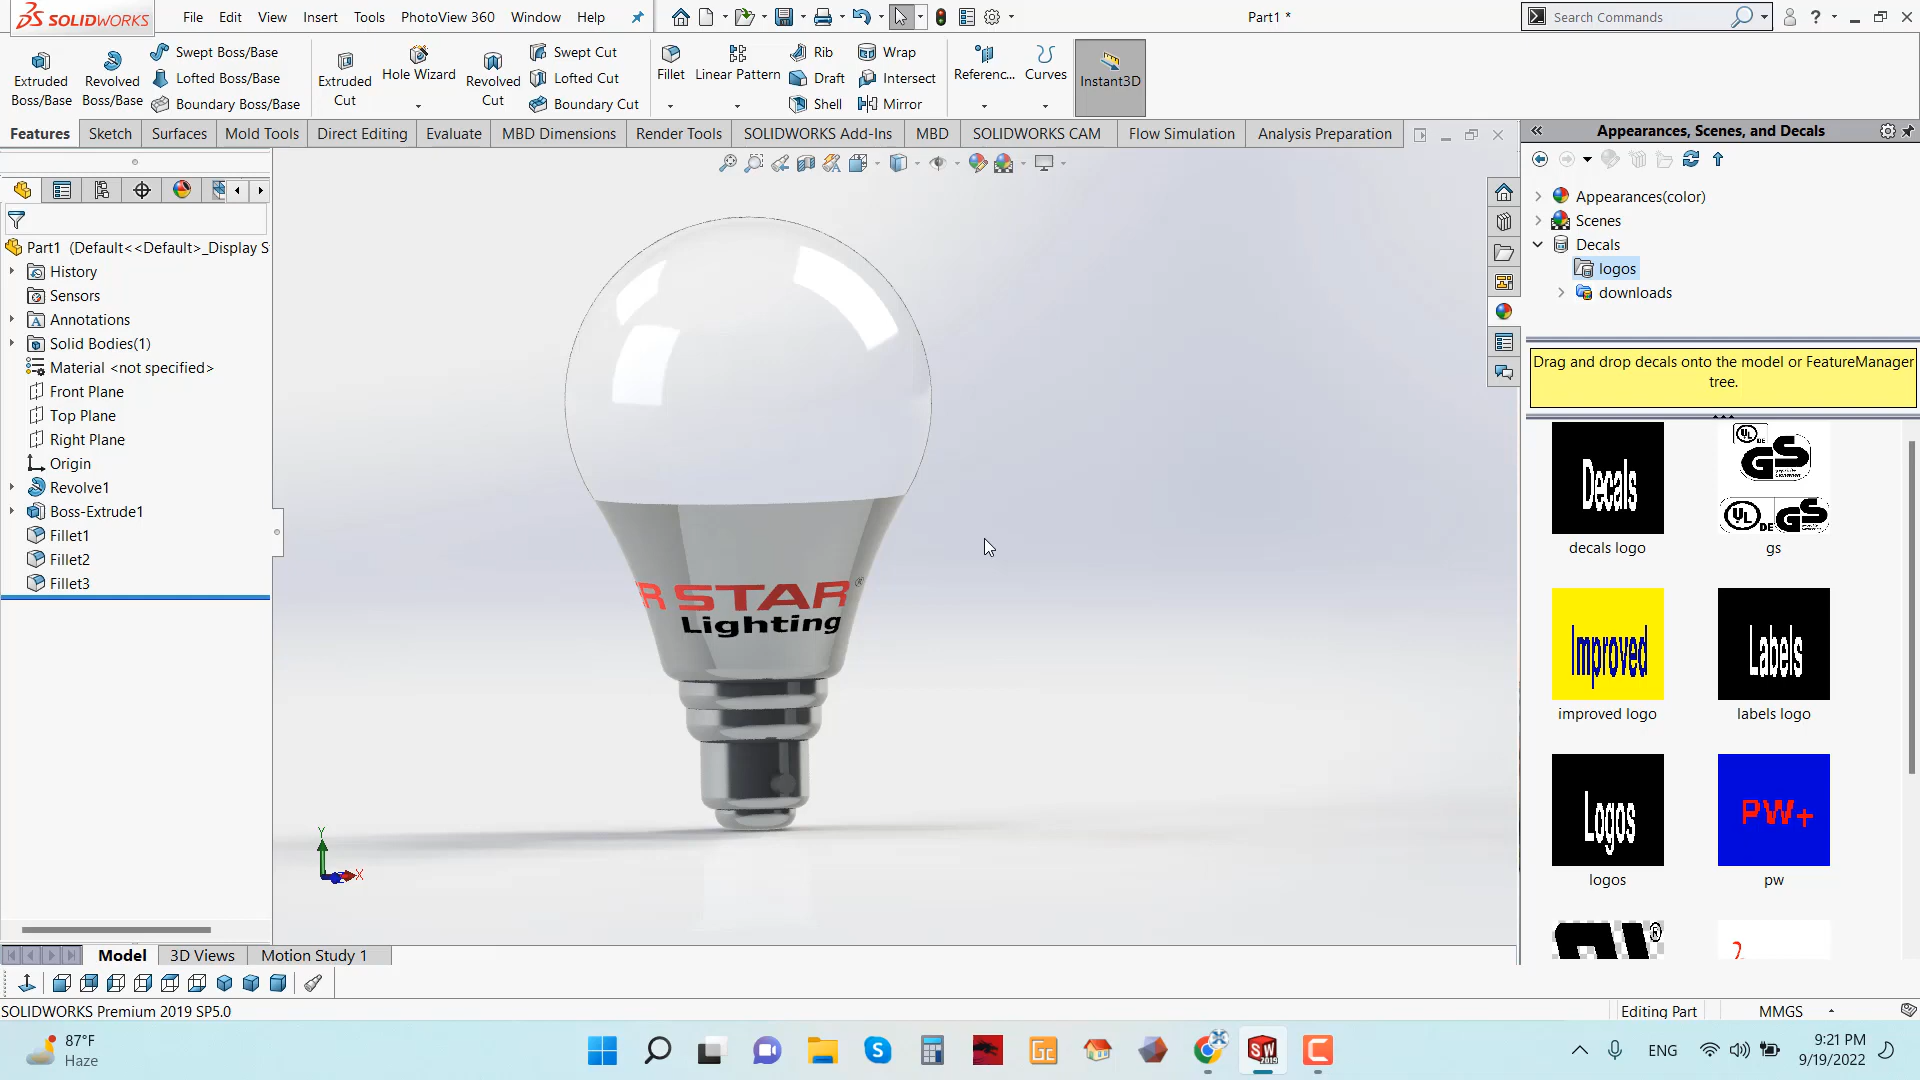 SOLIDWORKS File Edit View Insert Tools PhotoView 360 Window Help Part1 * Search Commands
Extruded Boss/Base
Revolved Boss/Base
Swept Boss/Base
Lofted Boss/Base
Boundary Boss/Base
Extruded Cut
Hole Wizard
Revolved Cut
Swept Cut
Lofted Cut
Boundary Cut
Fillet
Linear Pattern
Rib
Draft
Shell
Wrap
Intersect
Mirror
Referenc...
Curves
Instant3D
Features Sketch Surfaces Mold Tools Direct Editing Evaluate MBD Dimensions Render Tools SOLIDWORKS Add-Ins MBD SOLIDWORKS CAM Flow Simulation Analysis Preparation
Part1 (Default<<Default>_Display S
History
Sensors
Annotations
Solid Bodies(1)
Material <not specified>
Front Plane
Top Plane
Right Plane
Origin
Revolve1
Boss-Extrude1
Fillet1
Fillet2
Fillet3
R STAR®
Lighting
Y
X
Appearances, Scenes, and Decals
Appearances(color)
Scenes
Decals
logos
downloads
Drag and drop decals onto the model or FeatureManager
tree.
Decals
decals logo
UL DE GS
UL DE GS
gs
Improved
improved logo
Labels
labels logo
Logos
logos
PW+
pw
®
Model 3D Views Motion Study 1
SOLIDWORKS Premium 2019 SP5.0 Editing Part MMGS
87°F
Haze
ENG
9:21 PM
9/19/2022